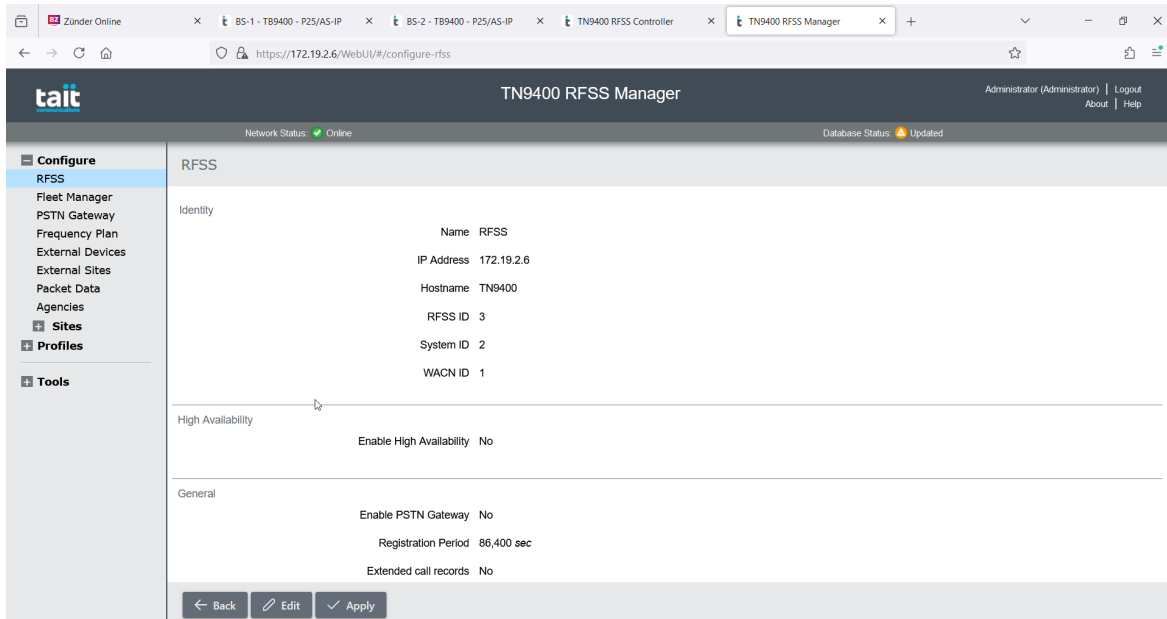 Zünder Online
BS-1 - TB9400 - P25/AS-IP
BS-2 - TB9400 - P25/AS-IP
TN9400 RFSS Controller
TN9400 RFSS Manager
https://172.19.2.6/WebUI/#/configure-rfss
tait
communications
TN9400 RFSS Manager
Administrator (Administrator) | Logout
About | Help
Network Status: Online
Database Status: Updated
Configure
RFSS
Fleet Manager
PSTN Gateway
Frequency Plan
External Devices
External Sites
Packet Data
Agencies
Sites
Profiles
Tools
RFSS
Identity
Name RFSS
IP Address 172.19.2.6
Hostname TN9400
RFSS ID 3
System ID 2
WACN ID 1
High Availability
Enable High Availability No
General
Enable PSTN Gateway No
Registration Period 86,400 sec
Extended call records No
Back Edit Apply